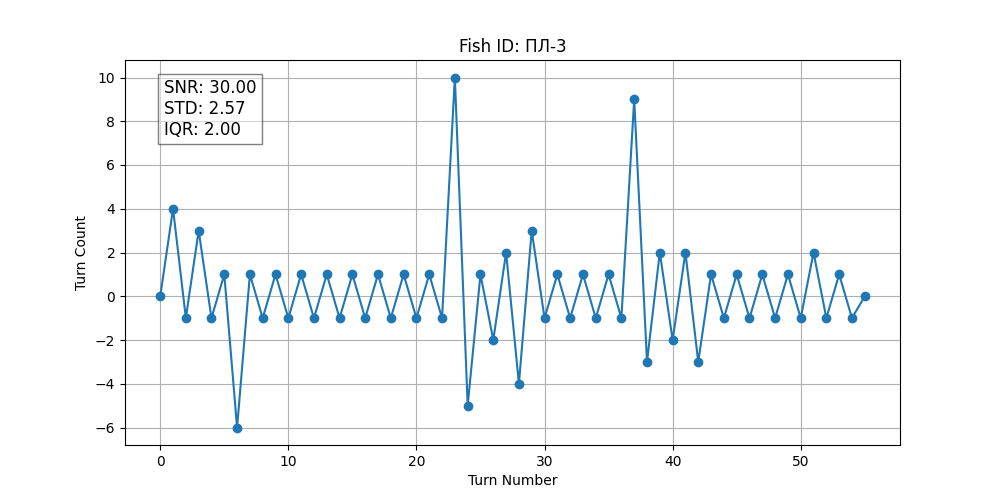 Fish ID: ПЛ-3
SNR: 30.00
STD: 2.57
IQR: 2.00
10
8
6
4
2
0
−2
−4
−6
Turn Count
0 10 20 30 40 50
Turn Number